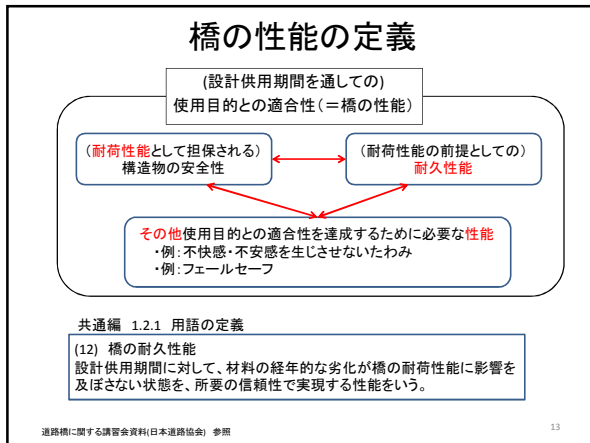 橋の性能の定義
(設計供用期間を通しての)
使用目的との適合性(＝橋の性能)
(耐荷性能として担保される)
構造物の安全性
(耐荷性能の前提としての)
耐久性能
その他使用目的との適合性を達成するために必要な性能
・例：不快感・不安感を生じさせないたわみ
・例：フェールセーフ
共通編 1.2.1 用語の定義
(12) 橋の耐久性能
設計供用期間に対して、材料の経年的な劣化が橋の耐荷性能に影響を
及ぼさない状態を、所要の信頼性で実現する性能をいう。
道路橋に関する講習会資料(日本道路協会) 参照
13